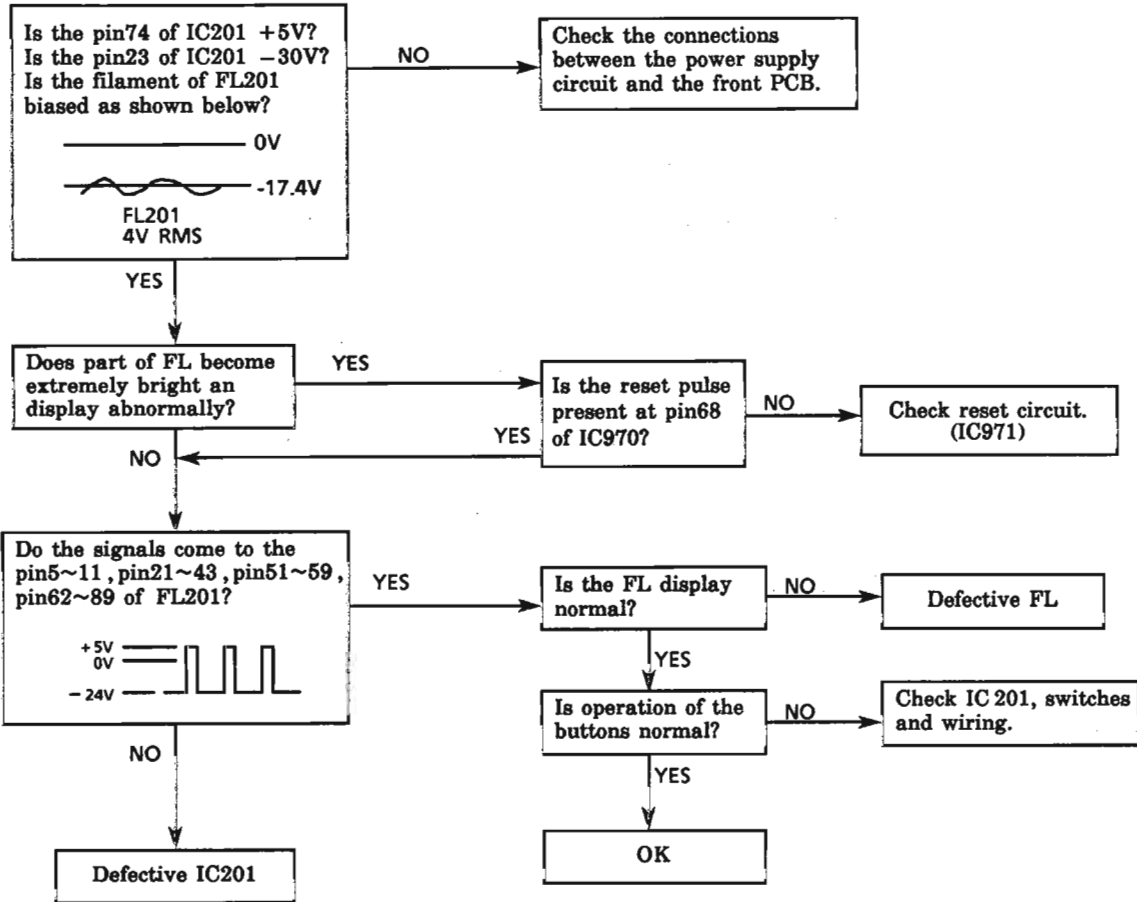 Is the pin74 of IC201 +5V?
Is the pin23 of IC201 −30V?
Is the filament of FL201
biased as shown below?
0V
-17.4V
FL201
4V RMS
NO
Check the connections
between the power supply
circuit and the front PCB.
YES
Does part of FL become
extremely bright an
display abnormally?
YES
Is the reset pulse
present at pin68
of IC970?
NO
Check reset circuit.
(IC971)
YES
NO
Do the signals come to the
pin5~11 , pin21~43 , pin51~59 ,
pin62~89 of FL201?
+5V
0V
− 24V
YES
Is the FL display
normal?
NO
Defective FL
YES
Is operation of the
buttons normal?
NO
Check IC 201, switches
and wiring.
YES
OK
NO
Defective IC201